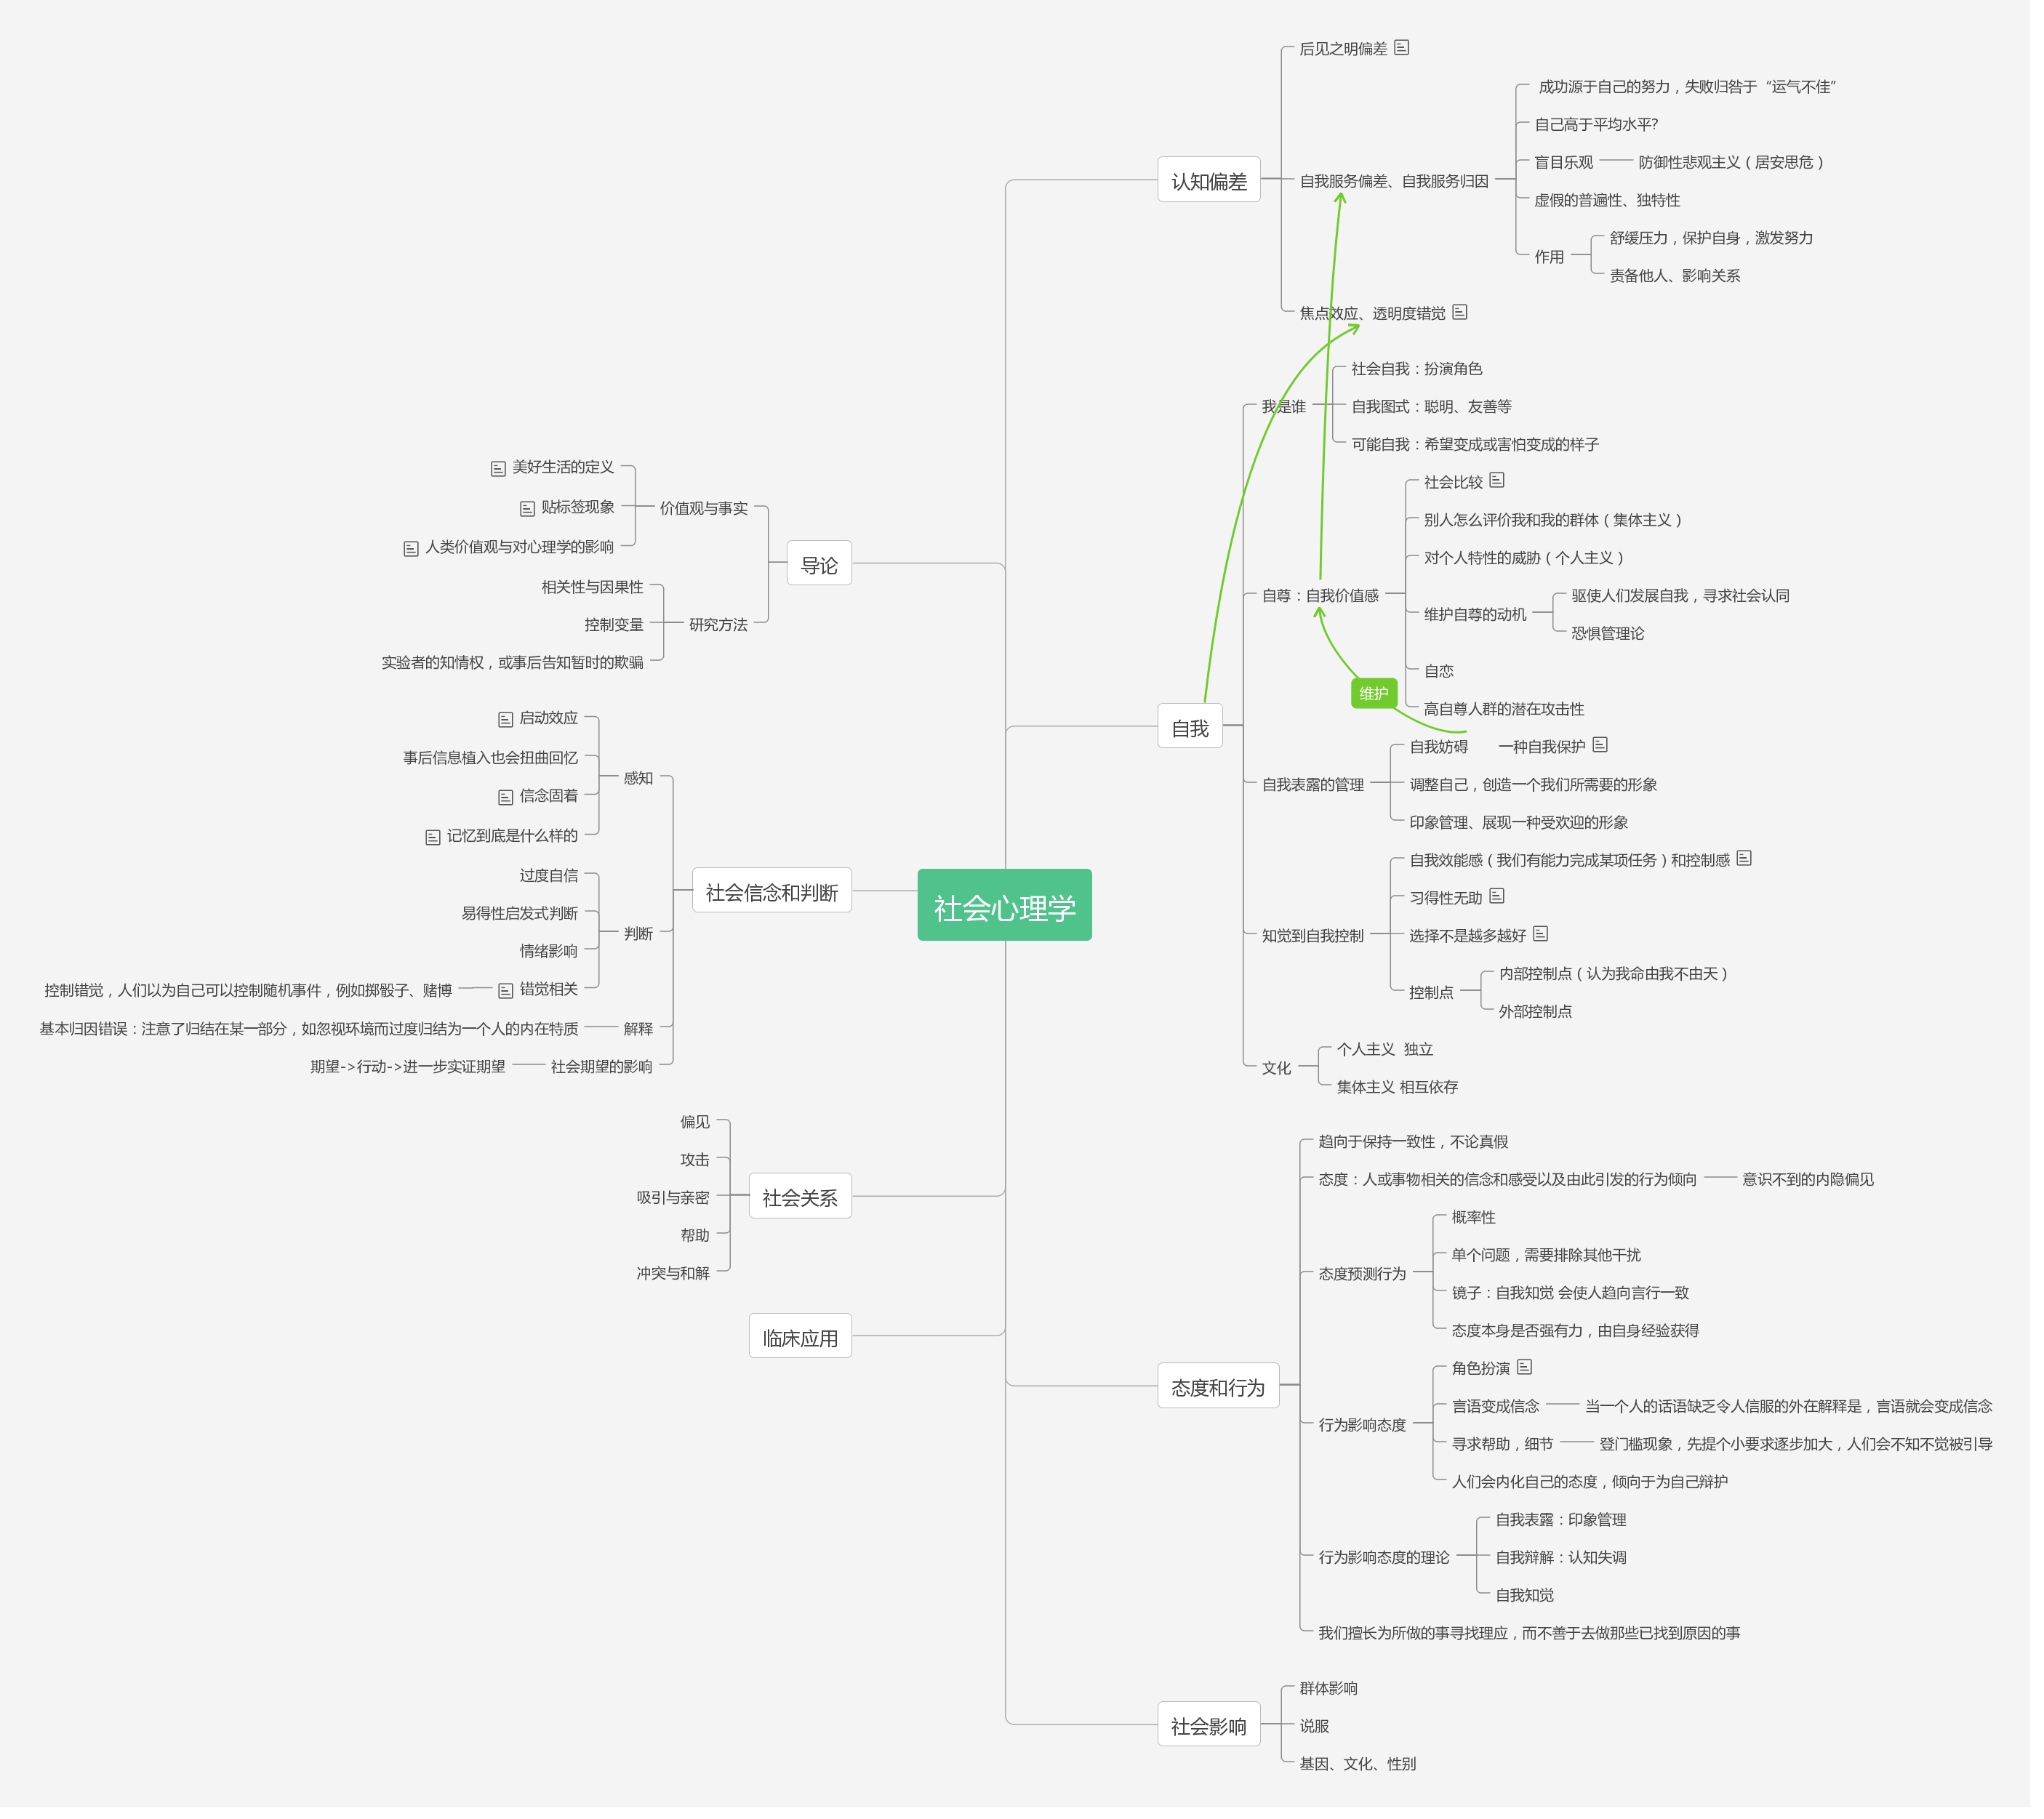 社会心理学
认知偏差
后见之明偏差
自我服务偏差、自我服务归因
成功源于自己的努力，失败归咎于“运气不佳”
自己高于平均水平?
盲目乐观
防御性悲观主义（居安思危）
虚假的普遍性、独特性
作用
舒缓压力，保护自身，激发努力
责备他人、影响关系
焦点效应、透明度错觉
自我
我是谁
社会自我：扮演角色
自我图式：聪明、友善等
可能自我：希望变成或害怕变成的样子
自尊：自我价值感
社会比较
别人怎么评价我和我的群体（集体主义）
对个人特性的威胁（个人主义）
维护自尊的动机
驱使人们发展自我，寻求社会认同
恐惧管理论
自恋
高自尊人群的潜在攻击性
维护
自我表露的管理
自我妨碍
一种自我保护
调整自己，创造一个我们所需要的形象
印象管理、展现一种受欢迎的形象
知觉到自我控制
自我效能感（我们有能力完成某项任务）和控制感
习得性无助
选择不是越多越好
控制点
内部控制点（认为我命由我不由天）
外部控制点
文化
个人主义 独立
集体主义 相互依存
态度和行为
趋向于保持一致性，不论真假
态度：人或事物相关的信念和感受以及由此引发的行为倾向
意识不到的内隐偏见
态度预测行为
概率性
单个问题，需要排除其他干扰
镜子：自我知觉 会使人趋向言行一致
态度本身是否强有力，由自身经验获得
行为影响态度
角色扮演
言语变成信念
当一个人的话语缺乏令人信服的外在解释是，言语就会变成信念
寻求帮助，细节
登门槛现象，先提个小要求逐步加大，人们会不知不觉被引导
人们会内化自己的态度，倾向于为自己辩护
行为影响态度的理论
自我表露：印象管理
自我辩解：认知失调
自我知觉
我们擅长为所做的事寻找理应，而不善于去做那些已找到原因的事
社会影响
群体影响
说服
基因、文化、性别
导论
价值观与事实
美好生活的定义
贴标签现象
人类价值观与对心理学的影响
研究方法
相关性与因果性
控制变量
实验者的知情权，或事后告知暂时的欺骗
社会信念和判断
感知
启动效应
事后信息植入也会扭曲回忆
信念固着
记忆到底是什么样的
判断
过度自信
易得性启发式判断
情绪影响
错觉相关
控制错觉，人们以为自己可以控制随机事件，例如掷骰子、赌博
解释
基本归因错误：注意了归结在某一部分，如忽视环境而过度归结为一个人的内在特质
社会期望的影响
期望->行动->进一步实证期望
社会关系
偏见
攻击
吸引与亲密
帮助
冲突与和解
临床应用